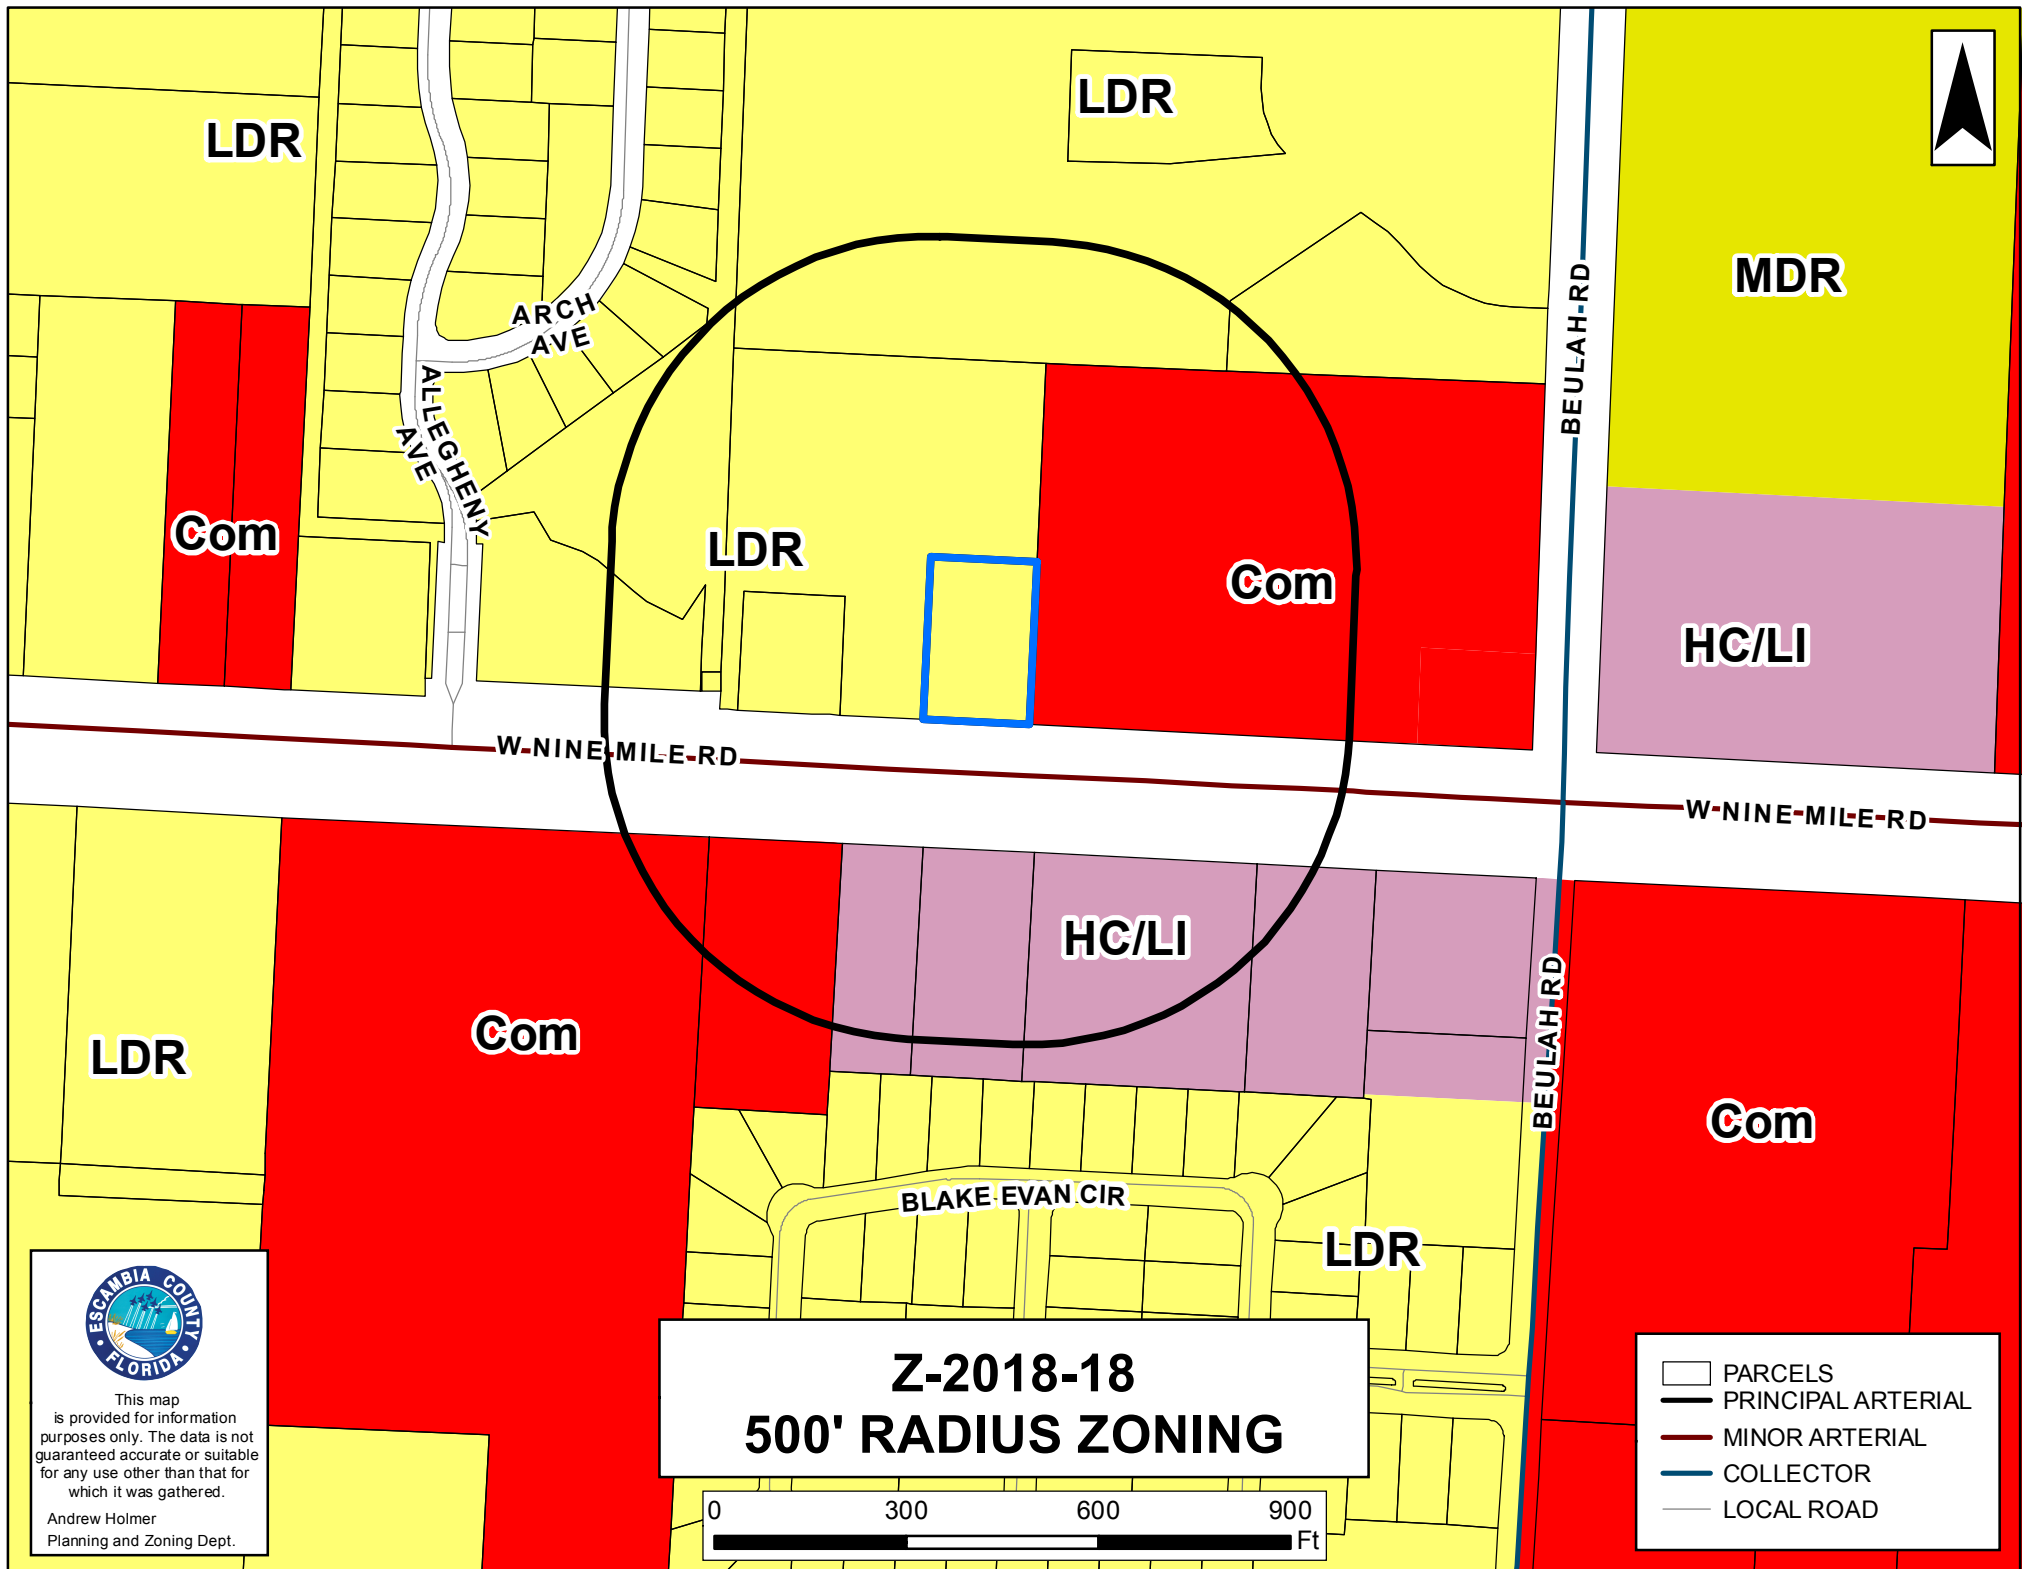 LDR
LDR
MDR
ARCH
AVE
BEULAH RD
ALLEGHENY
AVE
Com
LDR
Com
HC/LI
W NINE MILE RD
W NINE MILE RD
HC/LI
BEULAH RD
Com
LDR
Com
BLAKE EVAN CIR
LDR
ESCAMBIA COUNTY
FLORIDA
This map
is provided for information
purposes only. The data is not
guaranteed accurate or suitable
for any use other than that for
which it was gathered.
Andrew Holmer
Planning and Zoning Dept.
Z-2018-18
500' RADIUS ZONING
0 300 600 900
Ft
PARCELS
PRINCIPAL ARTERIAL
MINOR ARTERIAL
COLLECTOR
LOCAL ROAD